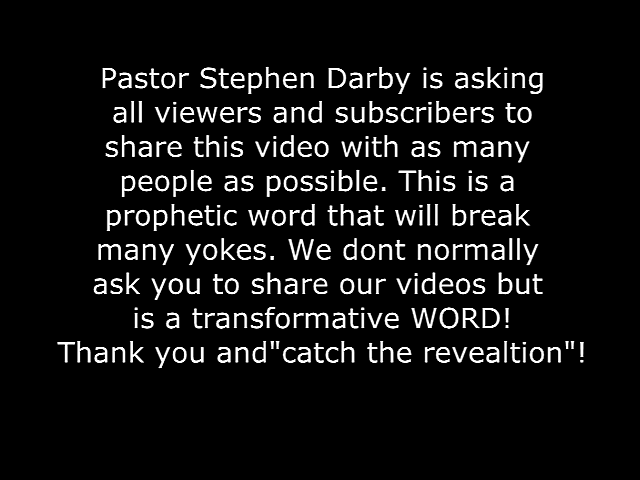 Pastor Stephen Darby is asking
all viewers and subscribers to
share this video with as many
people as possible. This is a
prophetic word that will break
many yokes. We dont normally
ask you to share our videos but
is a transformative WORD!
Thank you and"catch the revealtion"!